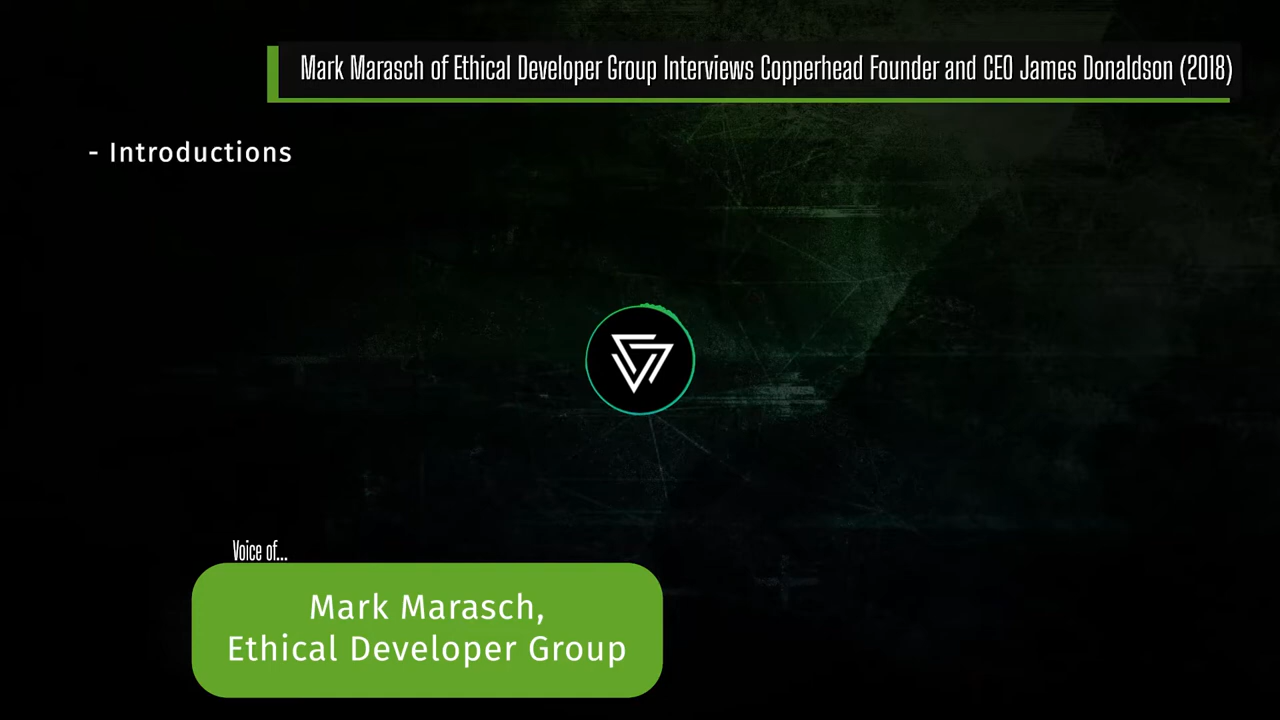 Mark Marasch of Ethical Developer Group Interviews Copperhead Founder and CEO James Donaldson (2018)
- Introductions
Voice of...
Mark Marasch,
Ethical Developer Group